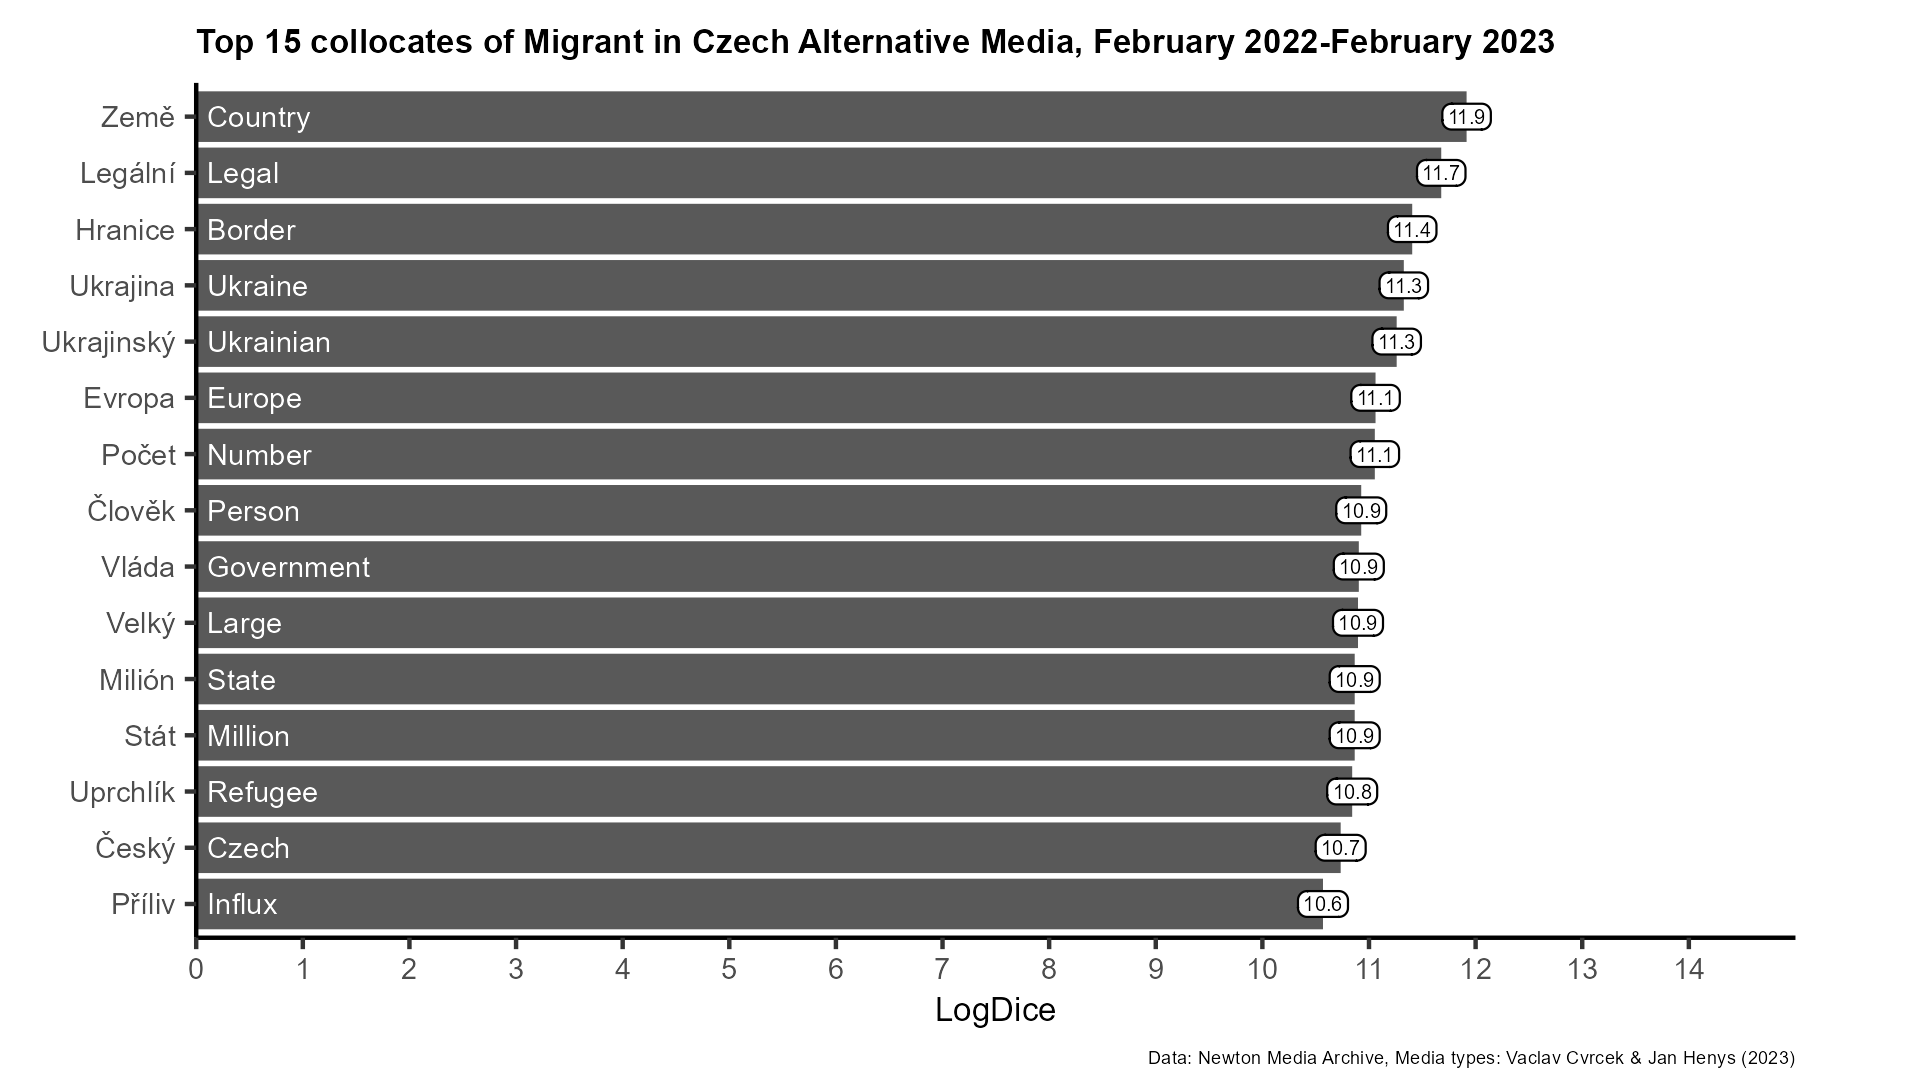 Top 15 collocates of Migrant in Czech Alternative Media, February 2022-February 2023
Země Country 11.9
Legální Legal 11.7
Hranice Border 11.4
Ukrajina Ukraine 11.3
Ukrajinský Ukrainian 11.3
Evropa Europe 11.1
Počet Number 11.1
Člověk Person 10.9
Vláda Government 10.9
Velký Large 10.9
Milión State 10.9
Stát Million 10.9
Uprchlík Refugee 10.8
Český Czech 10.7
Příliv Influx 10.6
0 1 2 3 4 5 6 7 8 9 10 11 12 13 14
LogDice
Data: Newton Media Archive, Media types: Vaclav Cvrcek & Jan Henys (2023)